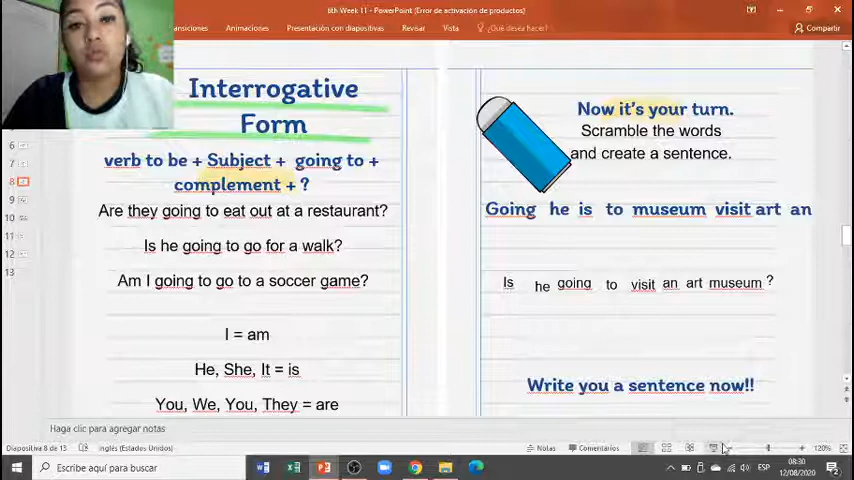 6th Week 11 - PowerPoint (Error de activación de productos)
Animaciones Presentación con diapositivas Revisar Vista ¿Qué desea hacer? Compartir
Interrogative
Form
verb to be + Subject + going to +
complement + ?
Are they going to eat out at a restaurant?
Is he going to go for a walk?
Am I going to go to a soccer game?
I = am
He, She, It = is
You, We, You, They = are
Now it's your turn.
Scramble the words
and create a sentence.
Going he is to museum visit art an
Is he going to visit an art museum ?
Write you a sentence now!!
6
7
8
9
10
11
12
13
Haga clic para agregar notas
Diapositiva 8 de 13 Inglés (Estados Unidos) Notas Comentarios 120%
Escribe aquí para buscar ESP 08:30
12/08/2020